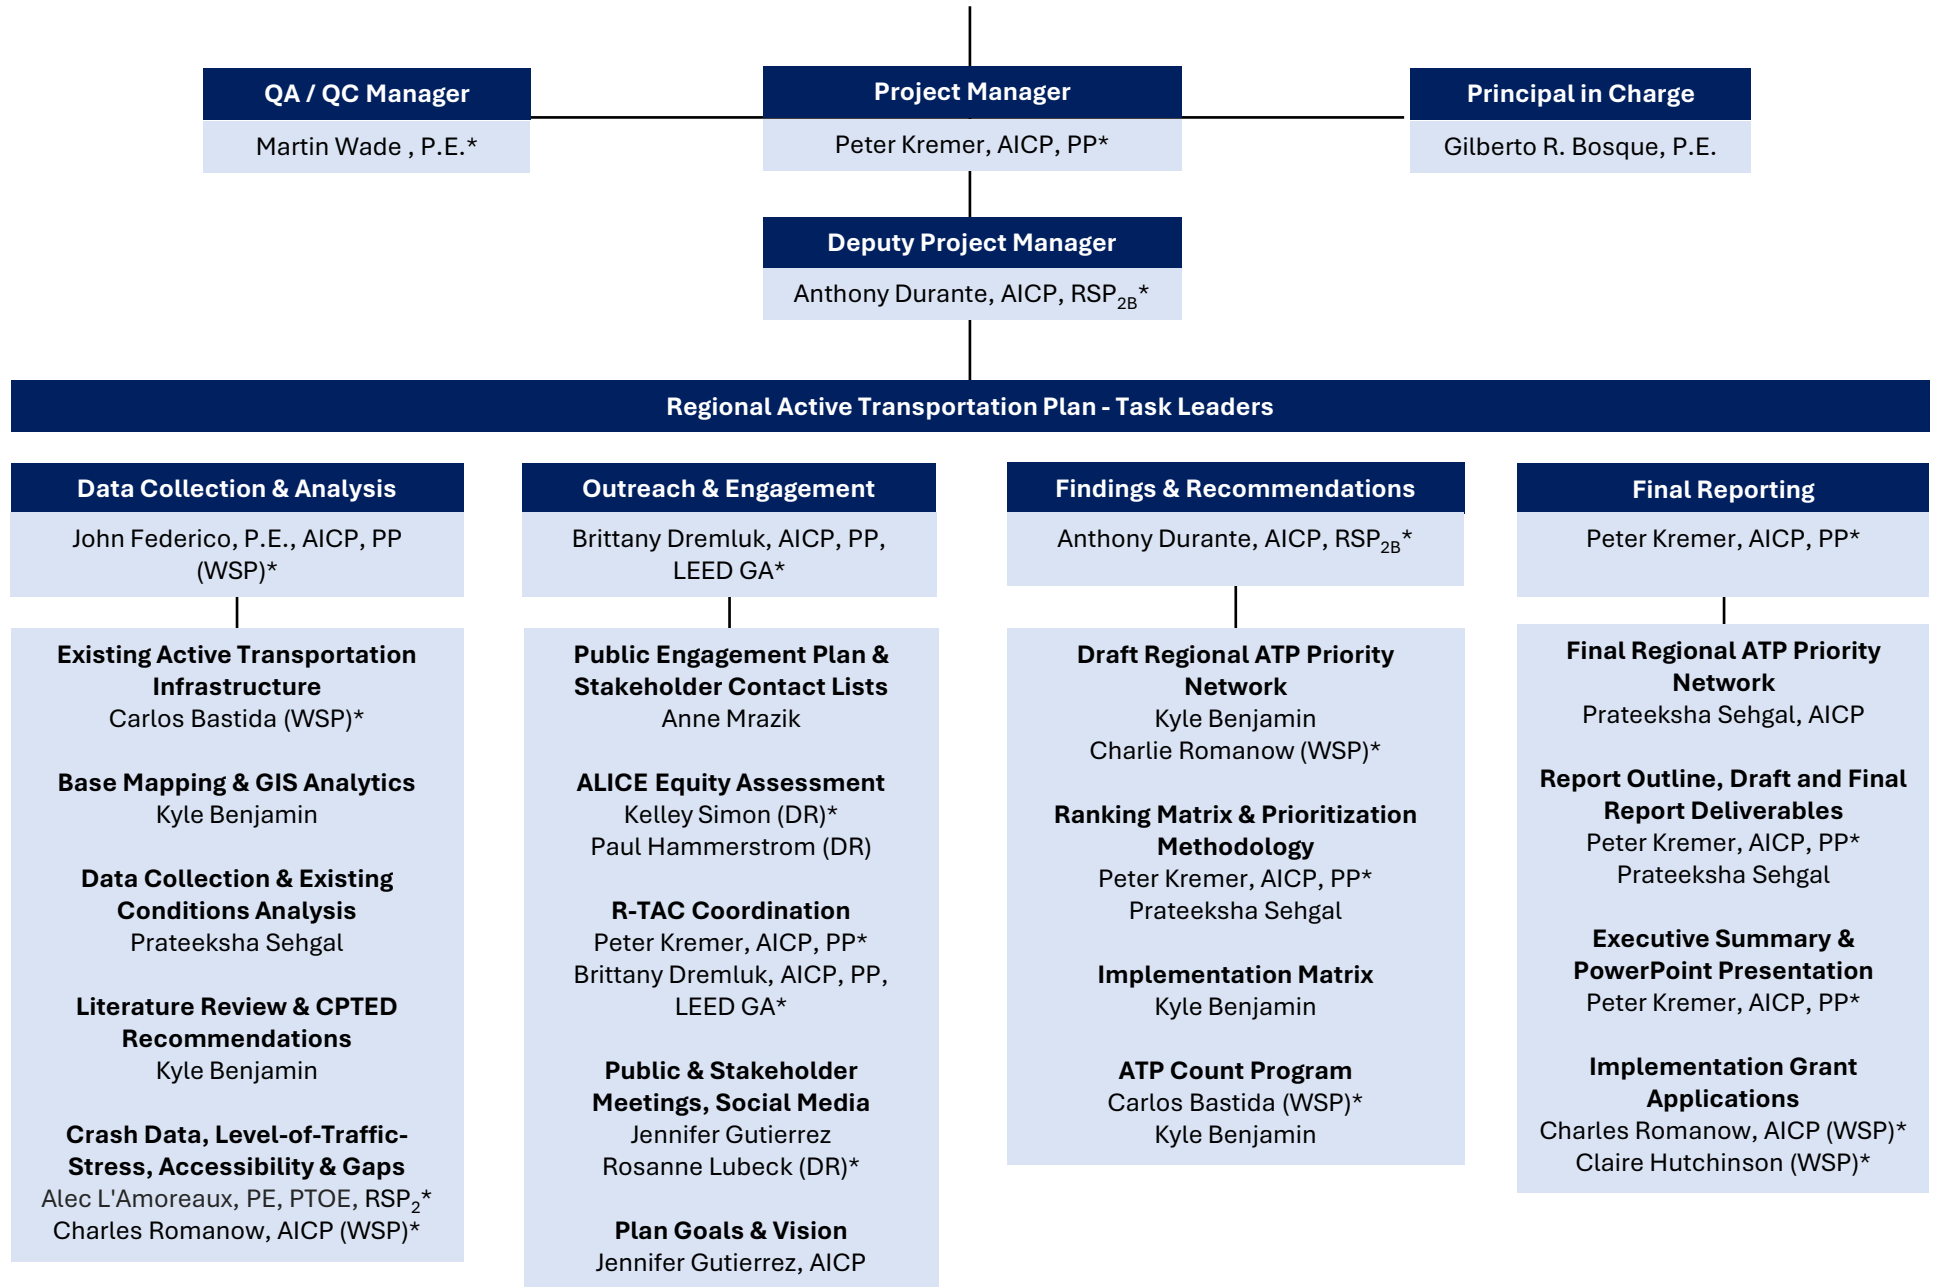 QA / QC Manager
Martin Wade , P.E.*
Project Manager
Peter Kremer, AICP, PP*
Principal in Charge
Gilberto R. Bosque, P.E.
Deputy Project Manager
Anthony Durante, AICP, RSP2B*
Regional Active Transportation Plan - Task Leaders
Data Collection & Analysis
John Federico, P.E., AICP, PP
(WSP)*
Existing Active Transportation
Infrastructure
Carlos Bastida (WSP)*
Base Mapping & GIS Analytics
Kyle Benjamin
Data Collection & Existing
Conditions Analysis
Prateeksha Sehgal
Literature Review & CPTED
Recommendations
Kyle Benjamin
Crash Data, Level-of-Traffic-
Stress, Accessibility & Gaps
Alec L'Amoreaux, PE, PTOE, RSP2*
Charles Romanow, AICP (WSP)*
Outreach & Engagement
Brittany Dremluk, AICP, PP,
LEED GA*
Public Engagement Plan &
Stakeholder Contact Lists
Anne Mrazik
ALICE Equity Assessment
Kelley Simon (DR)*
Paul Hammerstrom (DR)
R-TAC Coordination
Peter Kremer, AICP, PP*
Brittany Dremluk, AICP, PP,
LEED GA*
Public & Stakeholder
Meetings, Social Media
Jennifer Gutierrez
Rosanne Lubeck (DR)*
Plan Goals & Vision
Jennifer Gutierrez, AICP
Findings & Recommendations
Anthony Durante, AICP, RSP2B*
Draft Regional ATP Priority
Network
Kyle Benjamin
Charlie Romanow (WSP)*
Ranking Matrix & Prioritization
Methodology
Peter Kremer, AICP, PP*
Prateeksha Sehgal
Implementation Matrix
Kyle Benjamin
ATP Count Program
Carlos Bastida (WSP)*
Kyle Benjamin
Final Reporting
Peter Kremer, AICP, PP*
Final Regional ATP Priority
Network
Prateeksha Sehgal, AICP
Report Outline, Draft and Final
Report Deliverables
Peter Kremer, AICP, PP*
Prateeksha Sehgal
Executive Summary &
PowerPoint Presentation
Peter Kremer, AICP, PP*
Implementation Grant
Applications
Charles Romanow, AICP (WSP)*
Claire Hutchinson (WSP)*